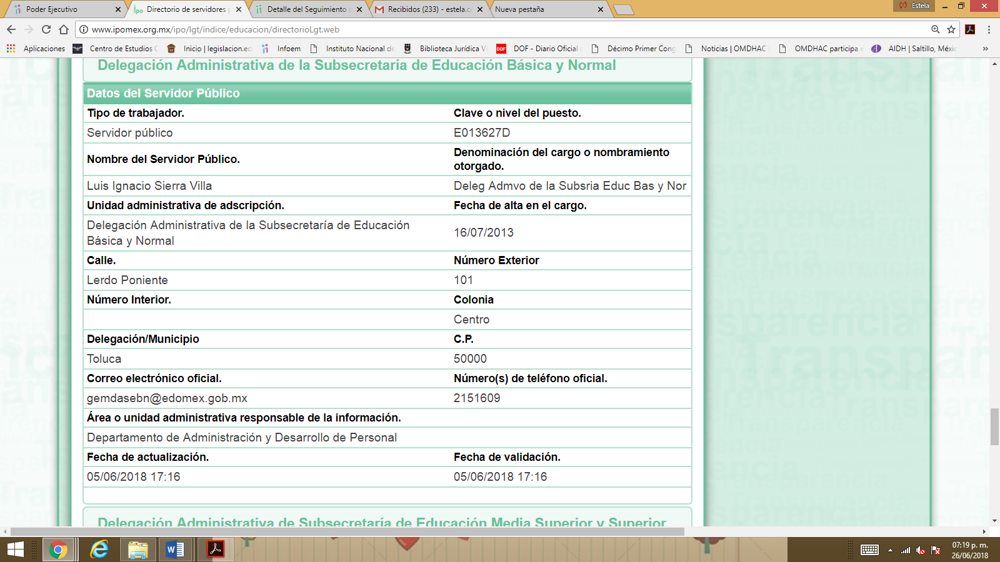 Poder Ejecutivo
Directorio de servidores p
Detalle del Seguimiento d
Recibidos (233) - estela.c
Nueva pestaña
Estela
www.ipomex.org.mx/ipo/lgt/indice/educacion/directorioLgt.web
Aplicaciones
Centro de Estudios C
Inicio | legislacion.ed
Infoem
Instituto Nacional de
Biblioteca Jurídica Vi
DOF
DOF - Diario Oficial
Décimo Primer Cong
Noticias | OMDHAC
OMDHAC participa e
AIDH | Saltillo, Méxic
Delegación Administrativa de la Subsecretaría de Educación Básica y Normal
Datos del Servidor Público
Tipo de trabajador. Clave o nivel del puesto.
Servidor público E013627D
Nombre del Servidor Público. Denominación del cargo o nombramiento
otorgado.
Luis Ignacio Sierra Villa Deleg Admvo de la Subsria Educ Bas y Nor
Unidad administrativa de adscripción. Fecha de alta en el cargo.
Delegación Administrativa de la Subsecretaría de Educación
Básica y Normal 16/07/2013
Calle. Número Exterior
Lerdo Poniente 101
Número Interior. Colonia
Centro
Delegación/Municipio C.P.
Toluca 50000
Correo electrónico oficial. Número(s) de teléfono oficial.
gemdasebn@edomex.gob.mx 2151609
Área o unidad administrativa responsable de la información.
Departamento de Administración y Desarrollo de Personal
Fecha de actualización. Fecha de validación.
05/06/2018 17:16 05/06/2018 17:16
Delegación Administrativa de Subsecretaría de Educación Media Superior y Superior
07:19 p. m.
26/06/2018